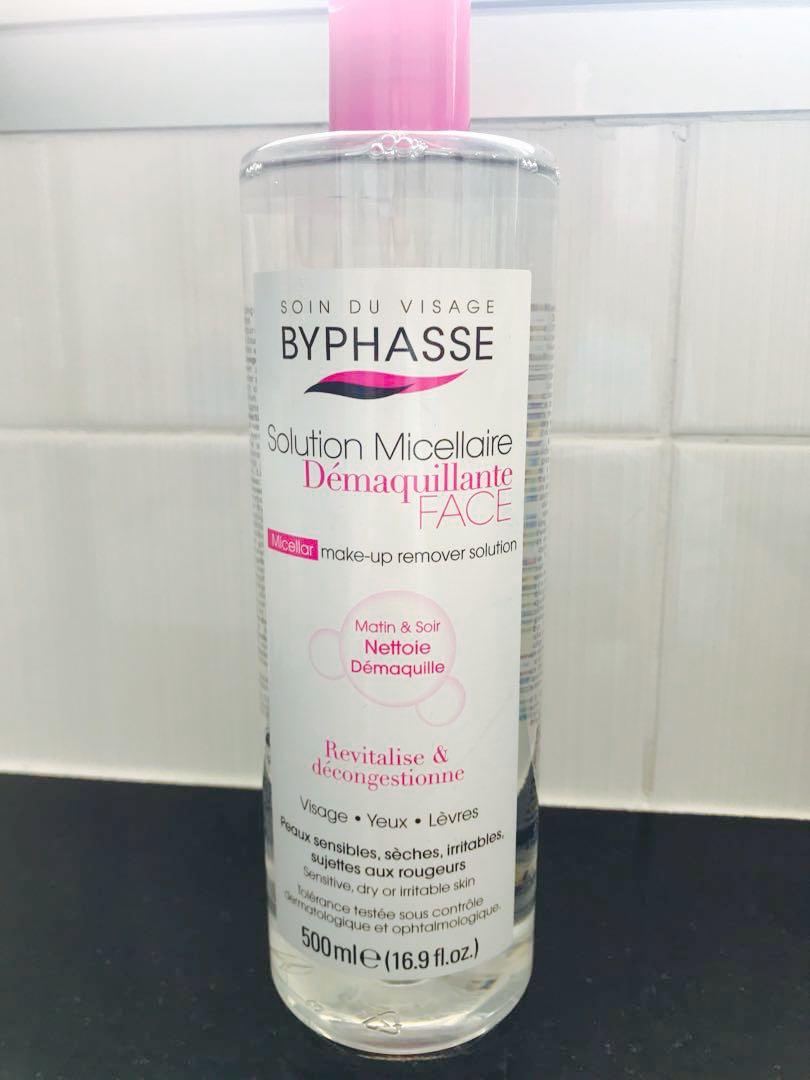 SOIN DU VISAGE
BYPHASSE
Solution Micellaire
Démaquillante
FACE
Micellar make-up remover solution
Matin & Soir
Nettoie
Démaquille
Revitalise &
décongestionne
Visage • Yeux • Lèvres
Peaux sensibles, sèches, irritables,
sujettes aux rougeurs
Sensitive, dry or irritable skin
Tolérance testée sous contrôle
dermatologique et ophtalmologique.
500ml℮(16.9 fl.oz.)